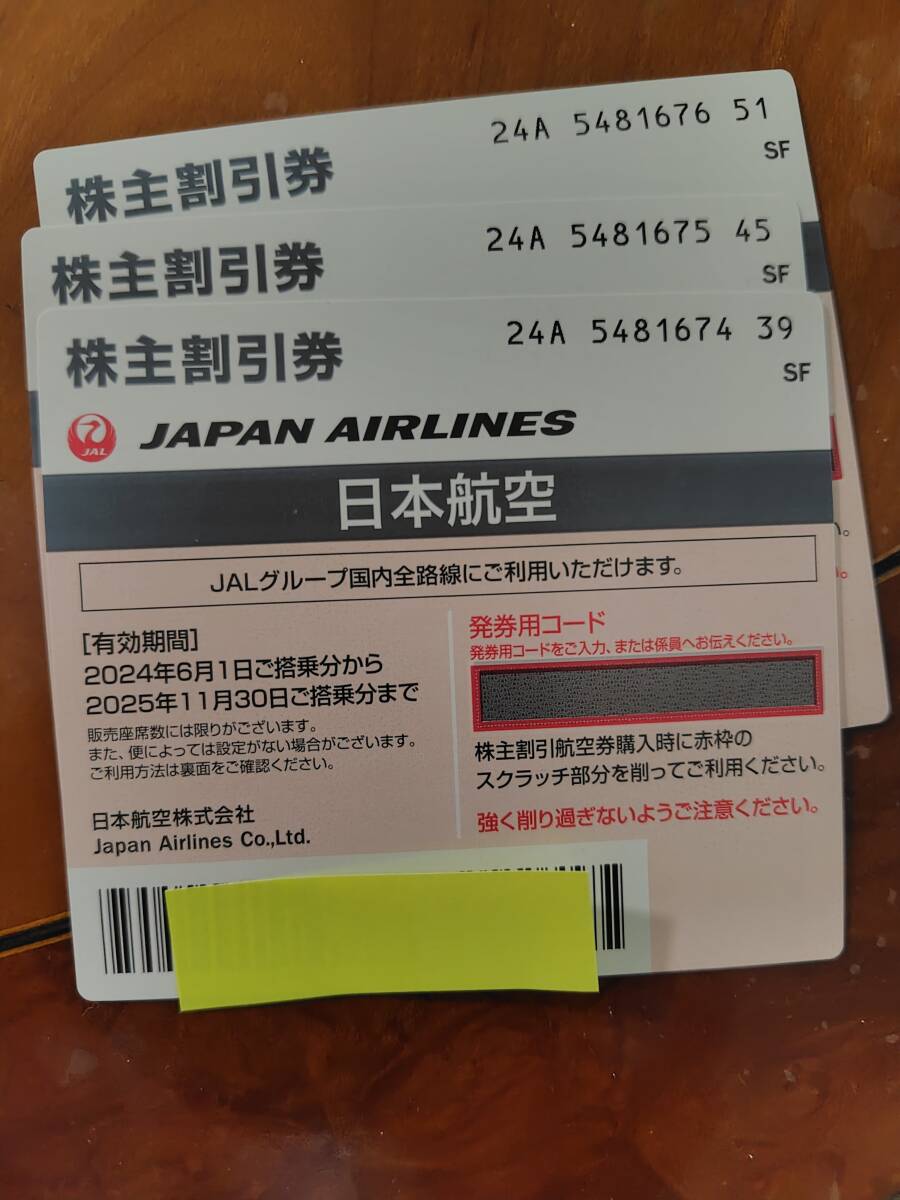 株主割引券
24A 5481676 51
SF
株主割引券
24A 5481675 45
SF
株主割引券
24A 5481674 39
SF
JAL
JAPAN AIRLINES
日本航空
JALグループ国内全路線にご利用いただけます。
[有効期間]
2024年6月1日ご搭乗分から
2025年11月30日ご搭乗分まで
販売座席数には限りがございます。
また、便によっては設定がない場合がございます。
ご利用方法は裏面をご確認ください。
日本航空株式会社
Japan Airlines Co.,Ltd.
発券用コード
発券用コードをご入力、または係員へお伝えください。
株主割引航空券購入時に赤枠の
スクラッチ部分を削ってご利用ください。
強く削り過ぎないようご注意ください。